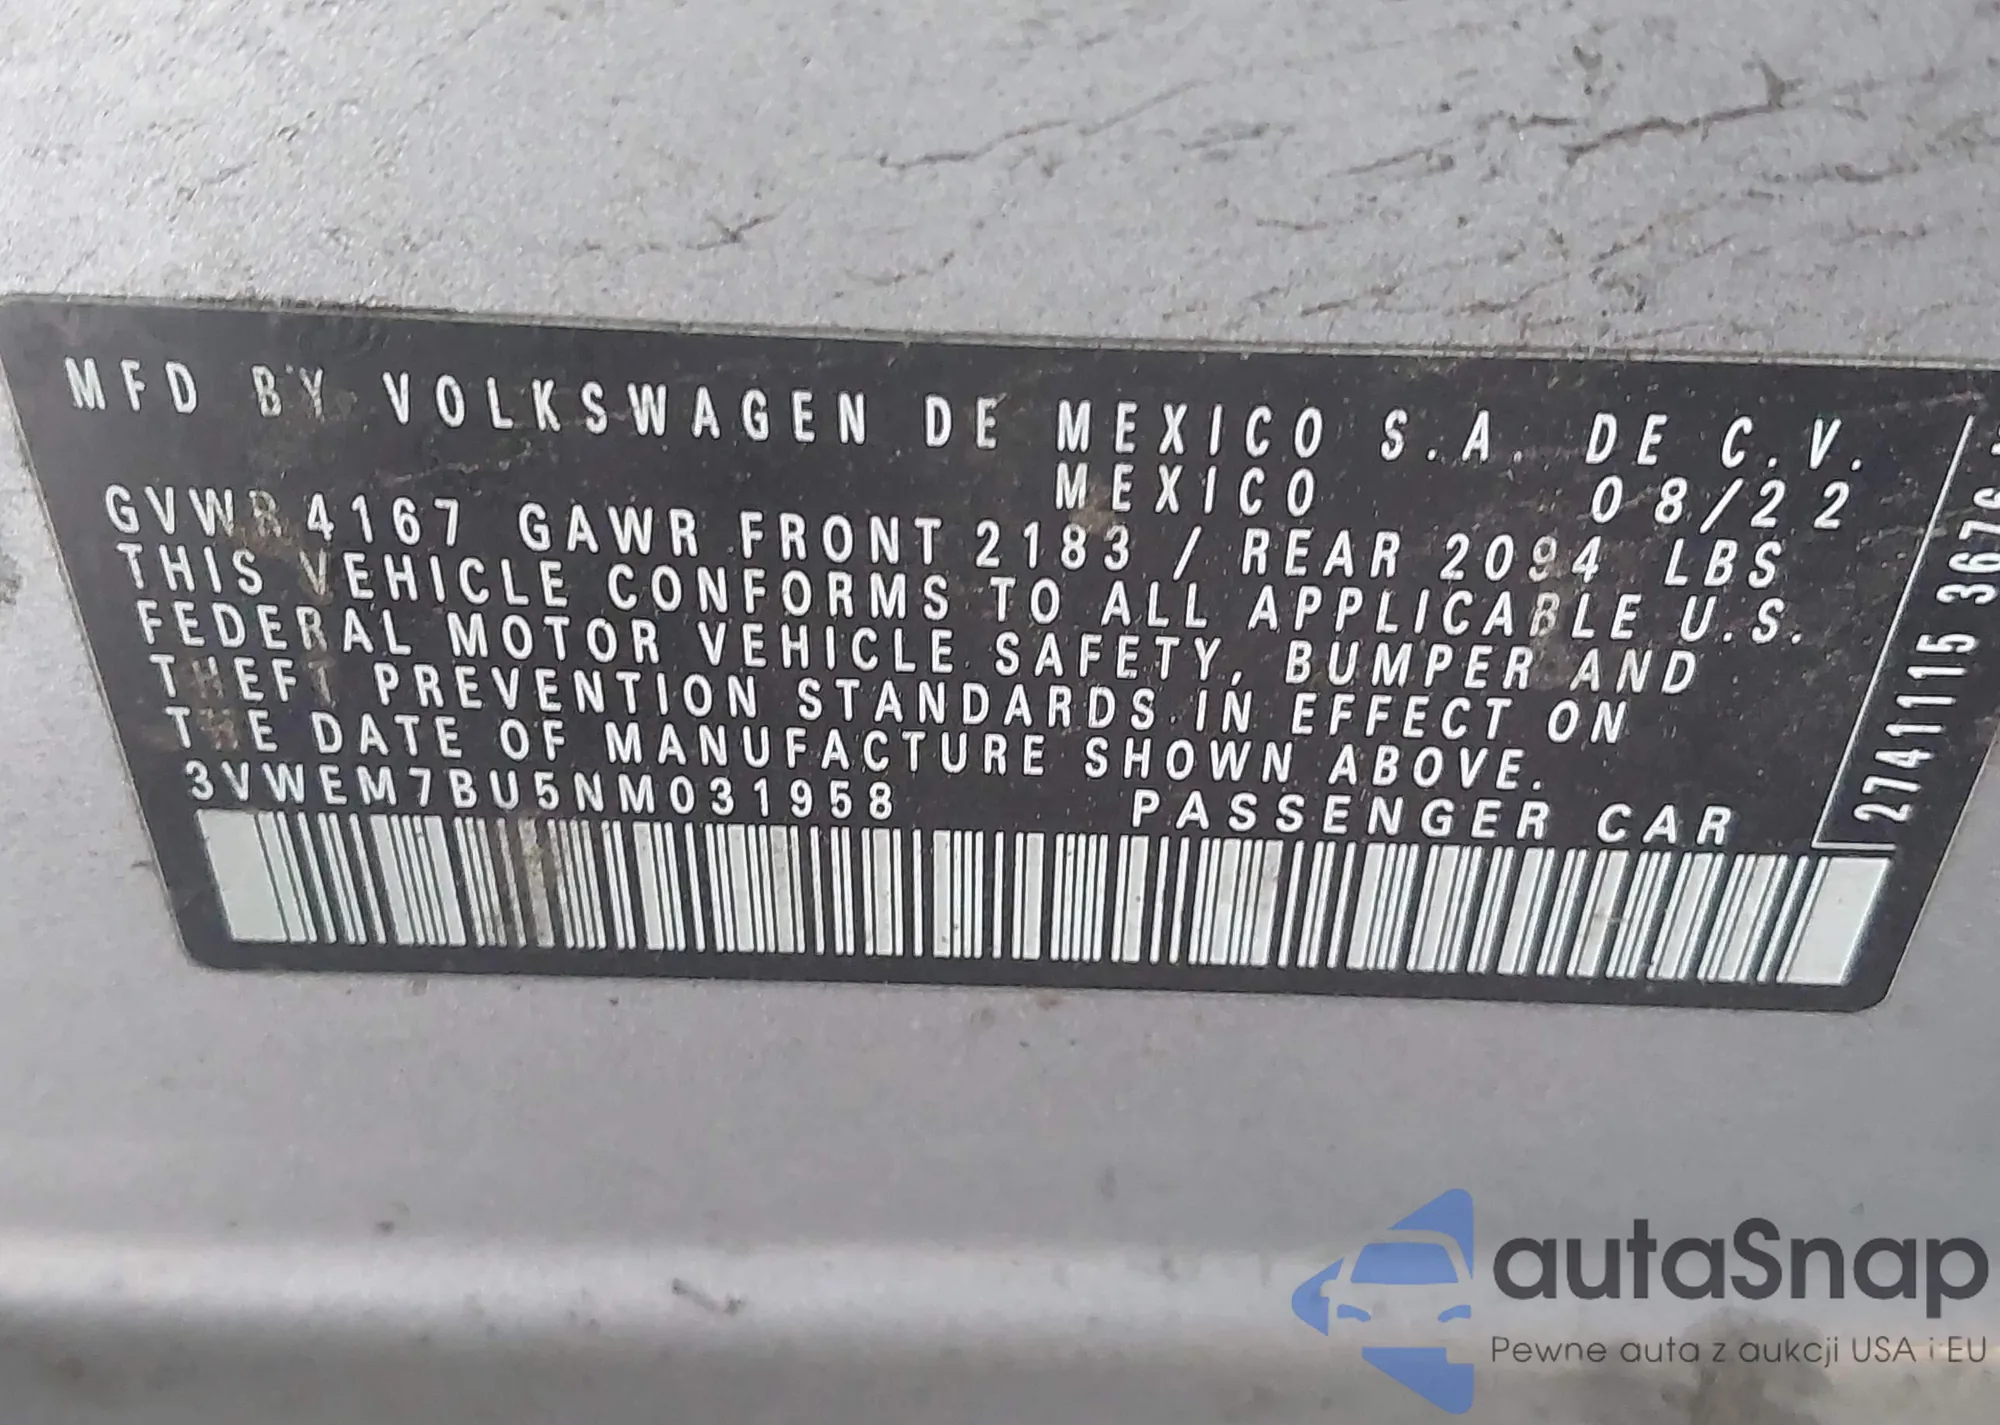 MFD BY VOLKSWAGEN DE MEXICO S.A. DE C.V.
MEXICO 08/22
GVWR 4167 GAWR FRONT 2183 / REAR 2094 LBS
THIS VEHICLE CONFORMS TO ALL APPLICABLE U.S.
FEDERAL MOTOR VEHICLE SAFETY, BUMPER AND
THEFT PREVENTION STANDARDS IN EFFECT ON
THE DATE OF MANUFACTURE SHOWN ABOVE.
3VWEM7BU5NM031958 PASSENGER CAR
2741115
autaSnap
Pewne auta z aukcji USA i EU